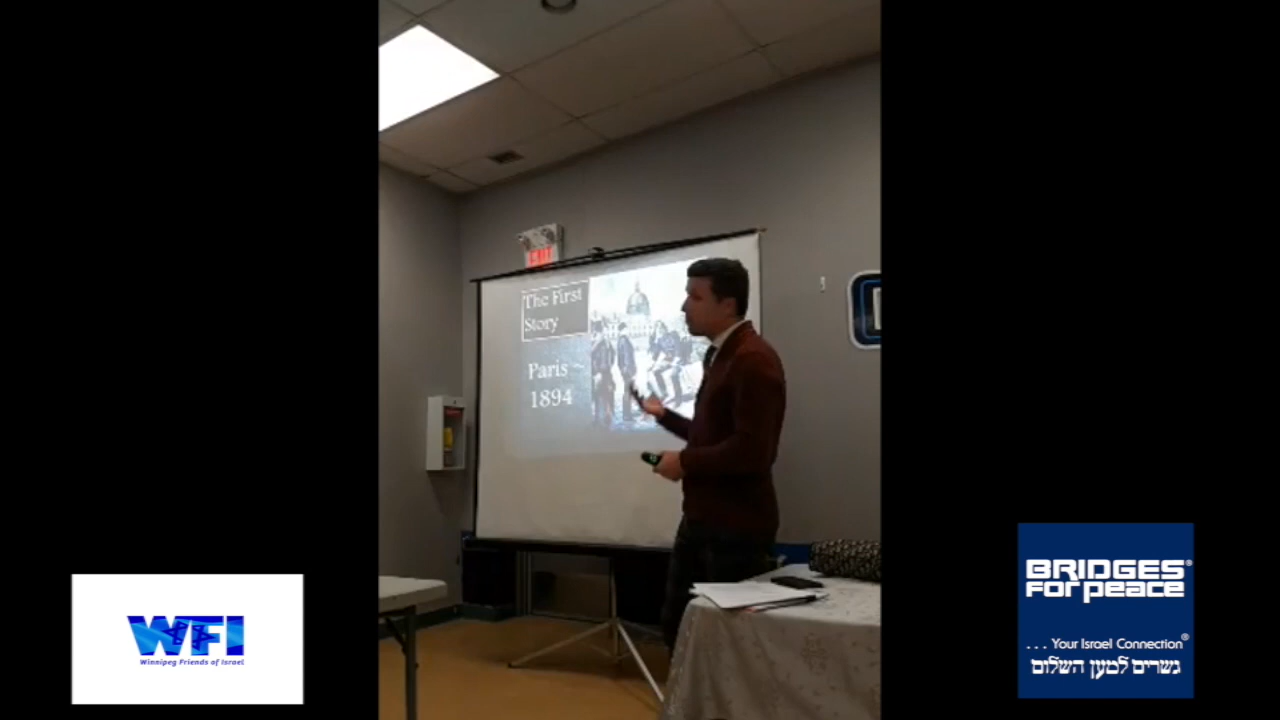 EXIT
The First
Story
Paris ~
1894
WFI
Winnipeg Friends of Israel
BRIDGES®
FOR PEACE
...Your Israel Connection®
גשרים למען השלום